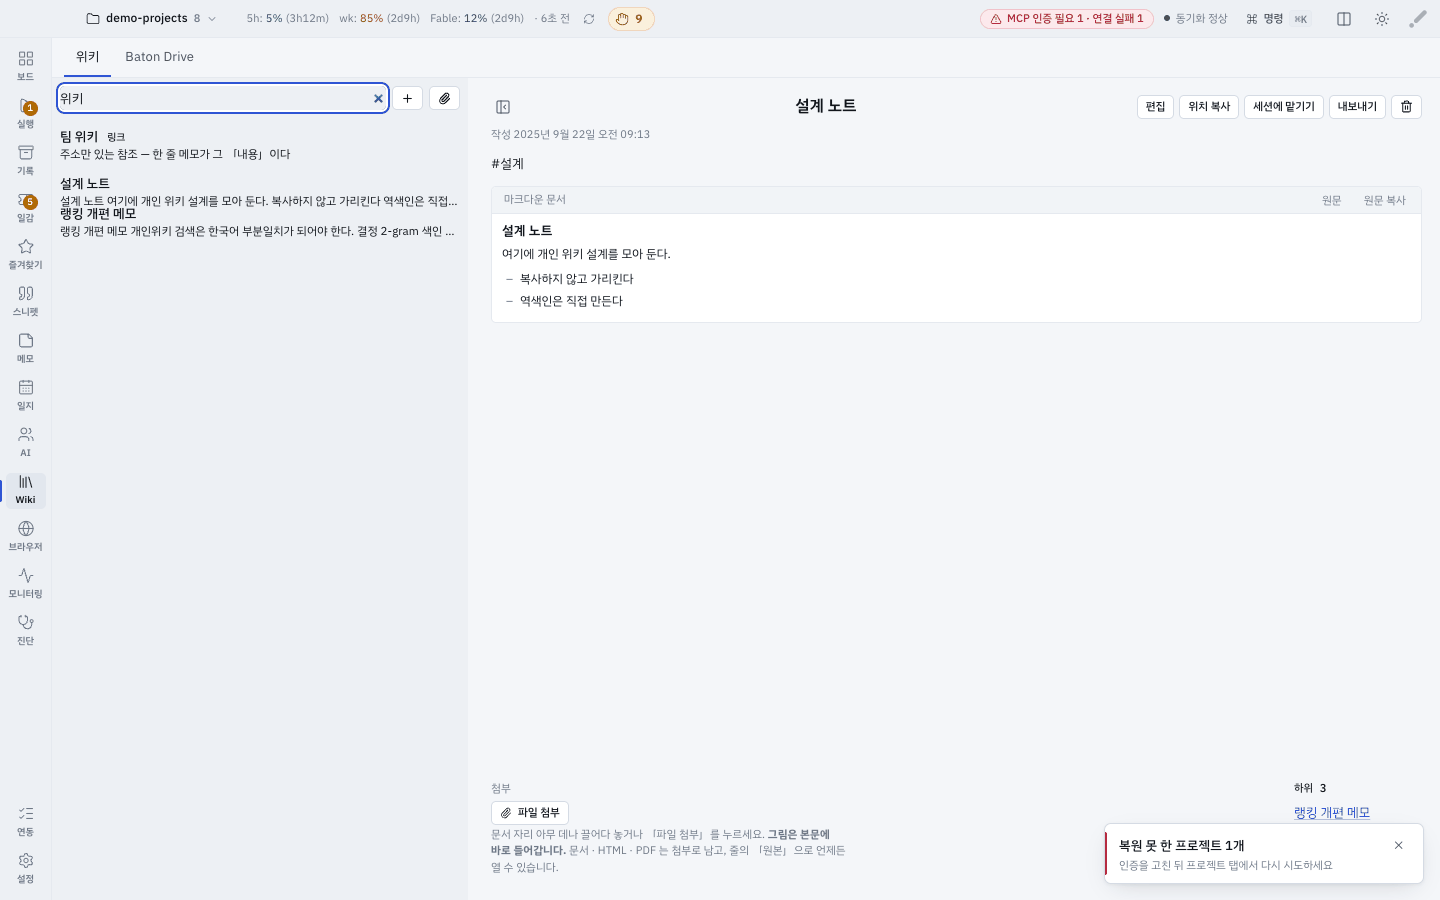 demo-projects 8
5h: 5% (3h12m) wk: 85% (2d9h) Fable: 12% (2d9h) · 6초 전
9
MCP 인증 필요 1 · 연결 실패 1
동기화 정상
⌘ 명령 ⌘K
보드
1
실행
기록
5
일감
즐겨찾기
스니펫
메모
일지
AI
Wiki
브라우저
모니터링
진단
연동
설정
위키 Baton Drive
위키
팀 위키 링크
주소만 있는 참조 — 한 줄 메모가 그 「내용」이다
설계 노트
설계 노트 여기에 개인 위키 설계를 모아 둔다. 복사하지 않고 가리킨다 역색인은 직접...
랭킹 개편 메모
랭킹 개편 메모 개인위키 검색은 한국어 부분일치가 되어야 한다. 결정 2-gram 색인 ...
설계 노트
편집 위치 복사 세션에 맡기기 내보내기
작성 2025년 9월 22일 오전 09:13
#설계
마크다운 문서 원문 원문 복사
설계 노트
여기에 개인 위키 설계를 모아 둔다.
– 복사하지 않고 가리킨다
– 역색인은 직접 만든다
첨부
파일 첨부
문서 자리 아무 데나 끌어다 놓거나 「파일 첨부」를 누르세요. 그림은 본문에
바로 들어갑니다. 문서 · HTML · PDF 는 첨부로 남고, 줄의 「원본」으로 언제든
열 수 있습니다.
하위 3
랭킹 개편 메모
복원 못 한 프로젝트 1개
인증을 고친 뒤 프로젝트 탭에서 다시 시도하세요